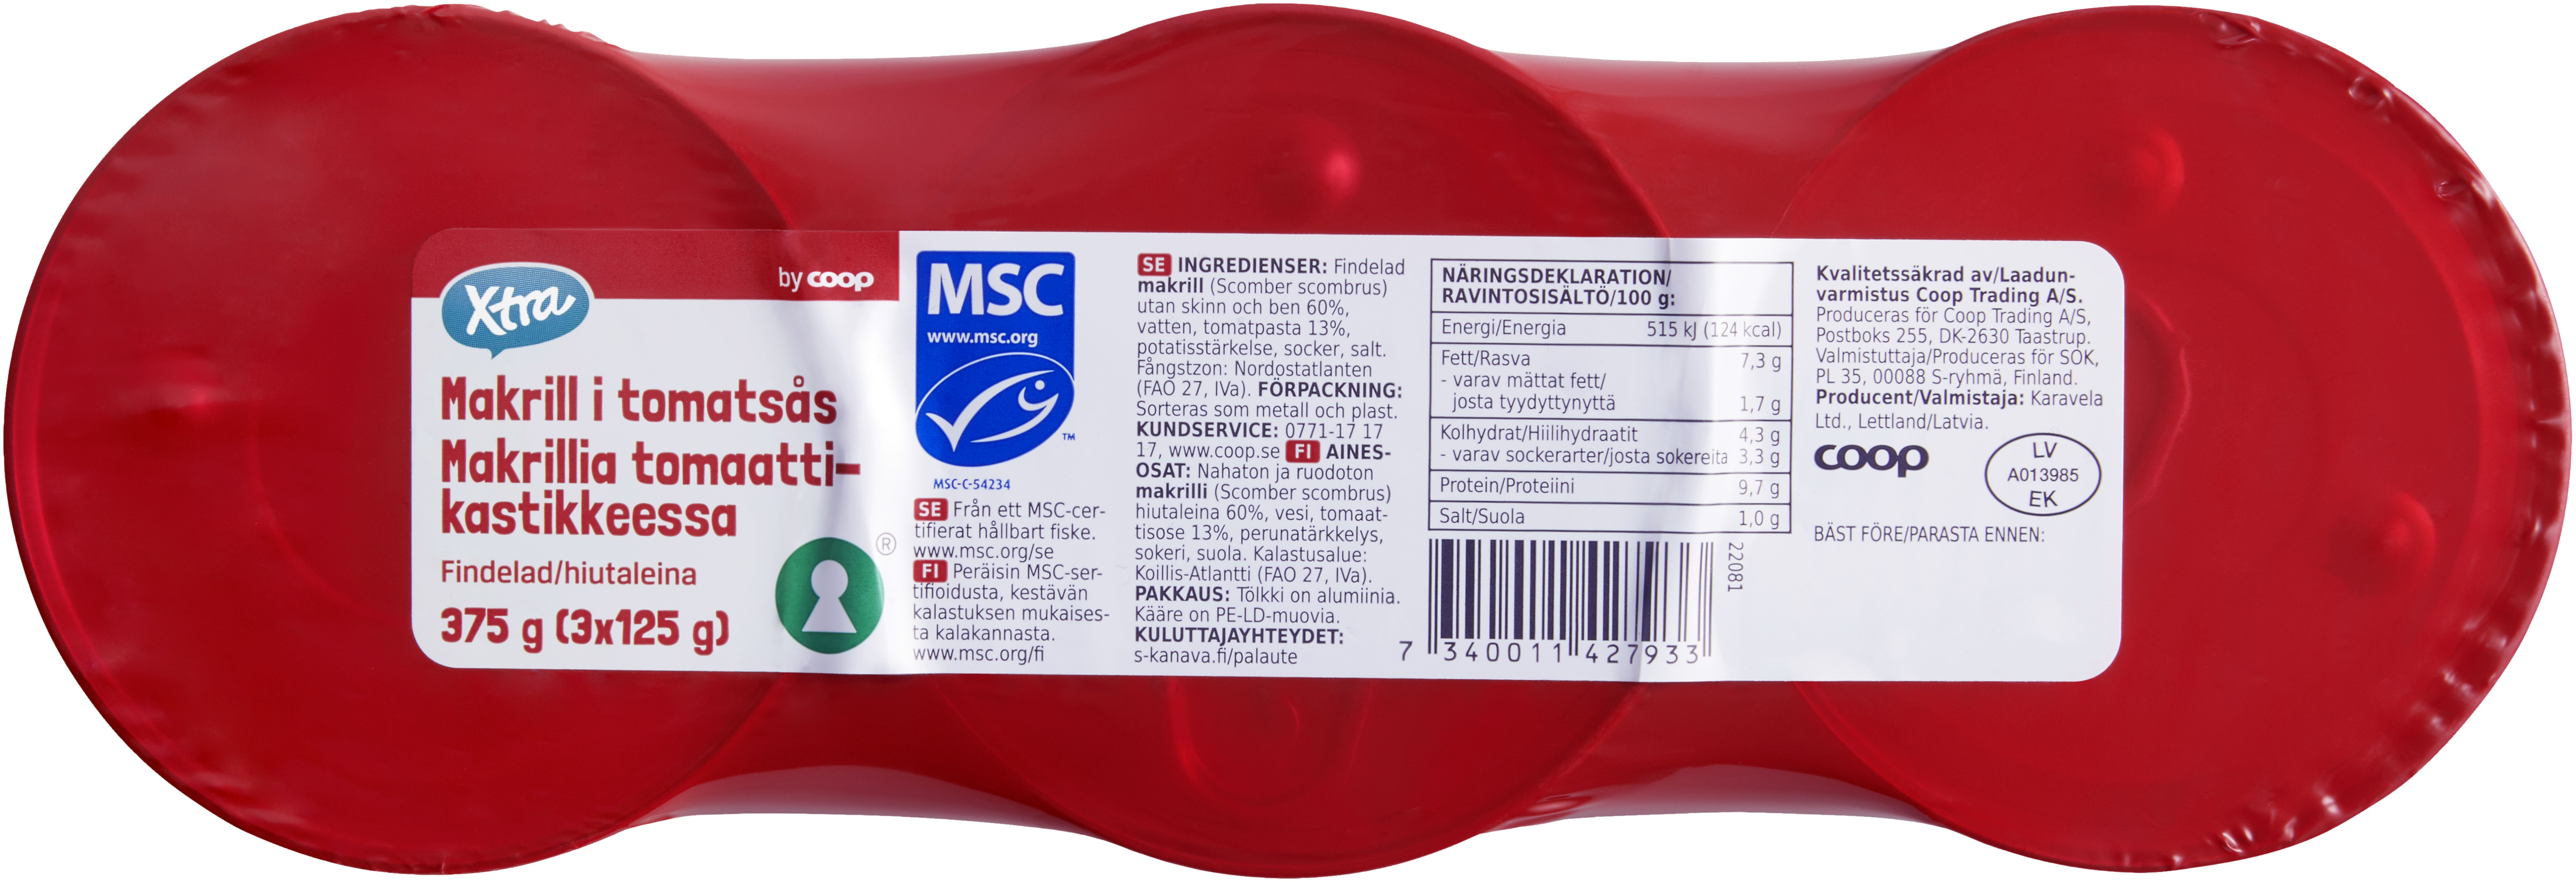 Xtra
by coop
Makrill i tomatsås
Makrillia tomaatti-
kastikkeessa
Findelad/hiutaleina
375 g (3x125 g)
®
MSC
www.msc.org
TM
MSC-C-54234
SE Från ett MSC-cer-
tifierat hållbart fiske.
www.msc.org/se
FI Peräisin MSC-ser-
tifioidusta, kestävän
kalastuksen mukaises-
ta kalakannasta.
www.msc.org/fi
SE INGREDIENSER: Findelad
makrill (Scomber scombrus)
utan skinn och ben 60%,
vatten, tomatpasta 13%,
potatisstärkelse, socker, salt.
Fångstzon: Nordostatlanten
(FAO 27, IVa). FÖRPACKNING:
Sorteras som metall och plast.
KUNDSERVICE: 0771-17 17
17, www.coop.se FI AINES-
OSAT: Nahaton ja ruodoton
makrilli (Scomber scombrus)
hiutaleina 60%, vesi, tomaat-
tisose 13%, perunatärkkelys,
sokeri, suola. Kalastusalue:
Koillis-Atlantti (FAO 27, IVa).
PAKKAUS: Tölkki on alumiinia.
Kääre on PE-LD-muovia.
KULUTTAJAYHTEYDET:
s-kanava.fi/palaute
NÄRINGSDEKLARATION/
RAVINTOSISÄLTÖ/100 g:
Energi/Energia 515 kJ (124 kcal)
Fett/Rasva 7,3 g
- varav mättat fett/
josta tyydyttynyttä 1,7 g
Kolhydrat/Hiilihydraatit 4,3 g
- varav sockerarter/josta sokereita 3,3 g
Protein/Proteiini 9,7 g
Salt/Suola 1,0 g
22081
7 340011 427933
Kvalitetssäkrad av/Laadun-
varmistus Coop Trading A/S.
Produceras för Coop Trading A/S,
Postboks 255, DK-2630 Taastrup.
Valmistuttaja/Produceras för SOK,
PL 35, 00088 S-ryhmä, Finland.
Producent/Valmistaja: Karavela
Ltd., Lettland/Latvia.
coop
LV
A013985
EK
BÄST FÖRE/PARASTA ENNEN: